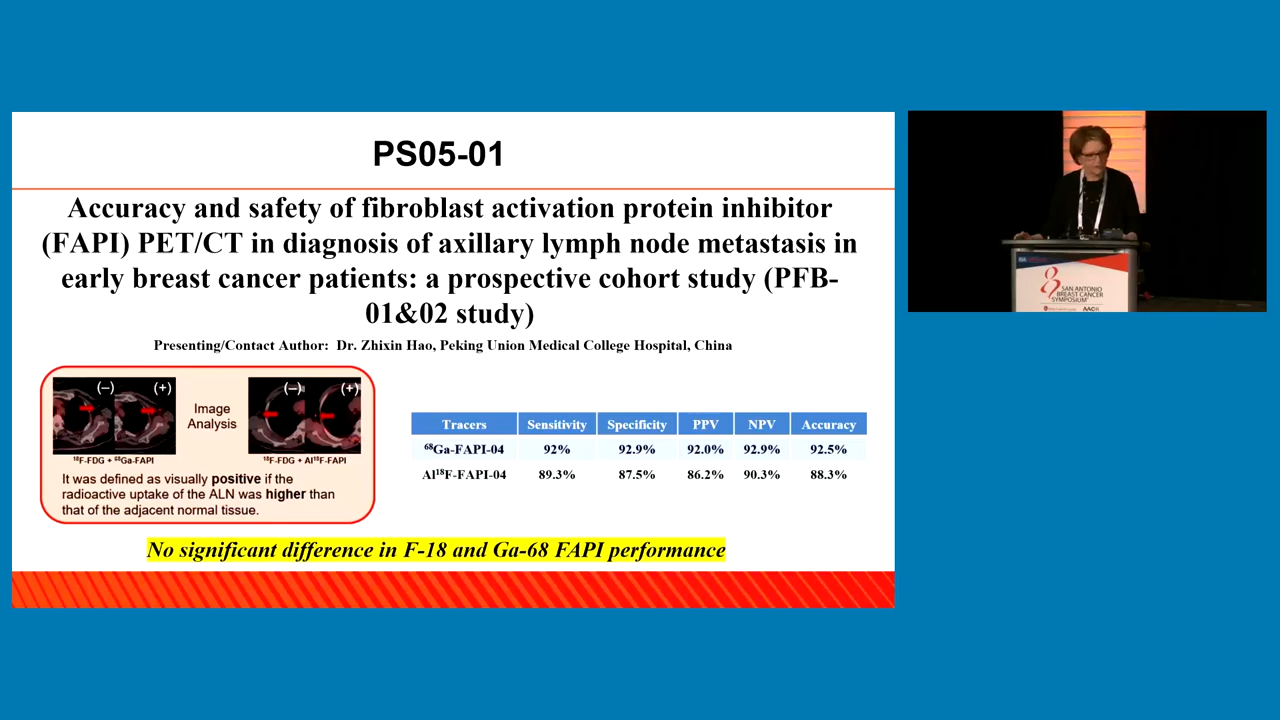 PS05-01
Accuracy and safety of fibroblast activation protein inhibitor
(FAPI) PET/CT in diagnosis of axillary lymph node metastasis in
early breast cancer patients: a prospective cohort study (PFB-
01&02 study)
Presenting/Contact Author: Dr. Zhixin Hao, Peking Union Medical College Hospital, China
(–) (+) (–) (+)
Image
Analysis
¹⁸F-FDG + ⁶⁸Ga-FAPI
¹⁸F-FDG + Al¹⁸F-FAPI
It was defined as visually positive if the
radioactive uptake of the ALN was higher than
that of the adjacent normal tissue.
Tracers Sensitivity Specificity PPV NPV Accuracy
⁶⁸Ga-FAPI-04 92% 92.9% 92.0% 92.9% 92.5%
Al¹⁸F-FAPI-04 89.3% 87.5% 86.2% 90.3% 88.3%
No significant difference in F-18 and Ga-68 FAPI performance
SAN ANTONIO
BREAST CANCER
SYMPOSIUM